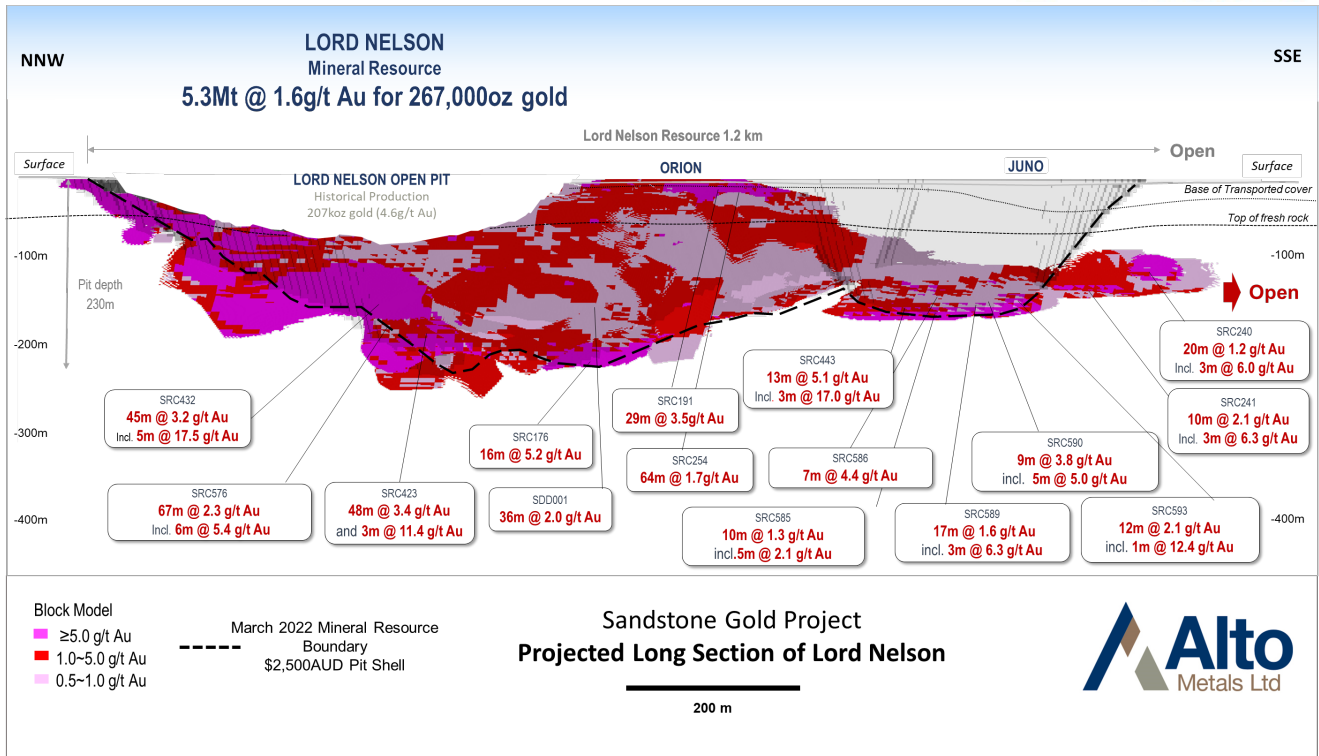 LORD NELSON
Mineral Resource
5.3Mt @ 1.6g/t Au for 267,000oz gold
NNW
SSE
Lord Nelson Resource 1.2 km
Open
Surface
Surface
LORD NELSON OPEN PIT
Historical Production
207koz gold (4.6g/t Au)
ORION
JUNO
Base of Transported cover
Top of fresh rock
-100m
-100m
Pit depth
230m
Open
-200m
-300m
-400m
-400m
SRC432
45m @ 3.2 g/t Au
Incl. 5m @ 17.5 g/t Au
SRC576
67m @ 2.3 g/t Au
Incl. 6m @ 5.4 g/t Au
SRC423
48m @ 3.4 g/t Au
and 3m @ 11.4 g/t Au
SRC176
16m @ 5.2 g/t Au
SDD001
36m @ 2.0 g/t Au
SRC191
29m @ 3.5g/t Au
SRC254
64m @ 1.7g/t Au
SRC443
13m @ 5.1 g/t Au
Incl. 3m @ 17.0 g/t Au
SRC586
7m @ 4.4 g/t Au
SRC585
10m @ 1.3 g/t Au
incl.5m @ 2.1 g/t Au
SRC590
9m @ 3.8 g/t Au
incl. 5m @ 5.0 g/t Au
SRC589
17m @ 1.6 g/t Au
incl. 3m @ 6.3 g/t Au
SRC593
12m @ 2.1 g/t Au
incl. 1m @ 12.4 g/t Au
SRC240
20m @ 1.2 g/t Au
Incl. 3m @ 6.0 g/t Au
SRC241
10m @ 2.1 g/t Au
Incl. 3m @ 6.3 g/t Au
Block Model
≥5.0 g/t Au
1.0~5.0 g/t Au
0.5~1.0 g/t Au
March 2022 Mineral Resource
Boundary
$2,500AUD Pit Shell
Sandstone Gold Project
Projected Long Section of Lord Nelson
200 m
Alto
Metals Ltd